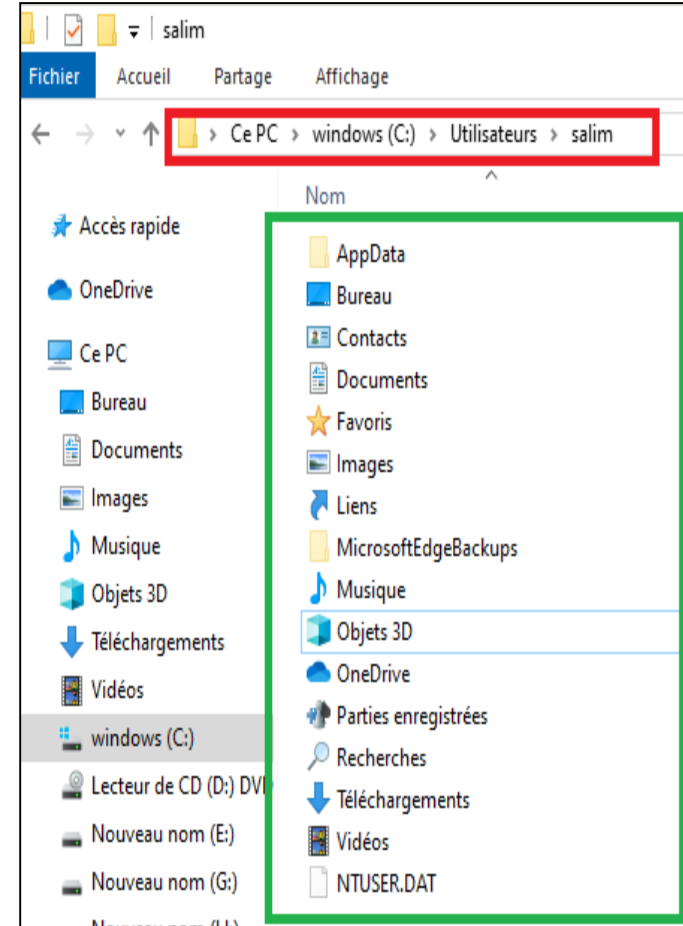 salim
Fichier Accueil Partage Affichage
Ce PC > windows (C:) > Utilisateurs > salim
Nom
Accès rapide
OneDrive
Ce PC
Bureau
Documents
Images
Musique
Objets 3D
Téléchargements
Vidéos
windows (C:)
Lecteur de CD (D:)
Nouveau nom (E:)
Nouveau nom (G:)
AppData
Bureau
Contacts
Documents
Favoris
Images
Liens
MicrosoftEdgeBackups
Musique
Objets 3D
OneDrive
Parties enregistrées
Recherches
Téléchargements
Vidéos
NTUSER.DAT